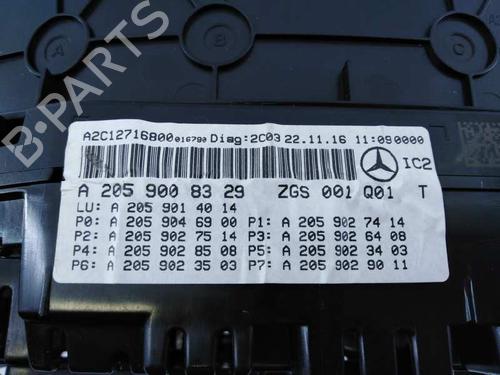 A
C
B-PARTS
A2C12716800016790 Diag:2C03 22.11.16 11:090000
IC2
A 205 900 83 29 ZGS 001 Q01 T
LU: A 205 901 40 14
P0: A 205 904 69 00 P1: A 205 902 74 14
P2: A 205 902 75 14 P3: A 205 902 64 08
P4: A 205 902 85 08 P5: A 205 902 34 03
P6: A 205 902 35 03 P7: A 205 902 90 11